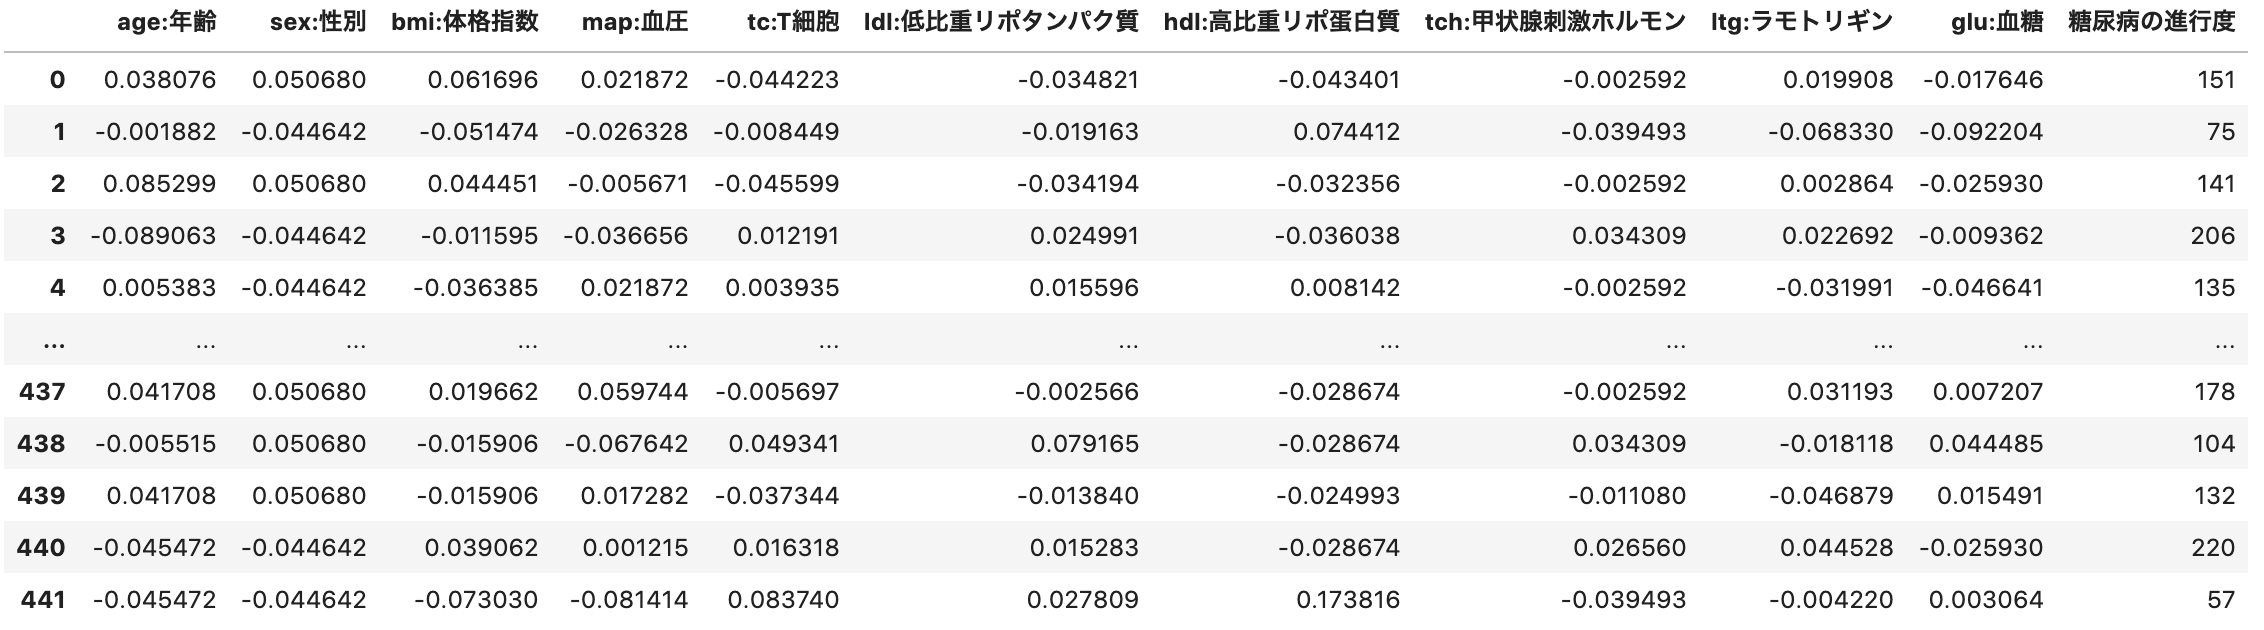 age:年齢 sex:性別 bmi:体格指数 map:血圧 tc:T細胞 ldl:低比重リポタンパク質 hdl:高比重リポ蛋白質 tch:甲状腺刺激ホルモン ltg:ラモトリギン glu:血糖 糖尿病の進行度
0 0.038076 0.050680 0.061696 0.021872 -0.044223 -0.034821 -0.043401 -0.002592 0.019908 -0.017646 151
1 -0.001882 -0.044642 -0.051474 -0.026328 -0.008449 -0.019163 0.074412 -0.039493 -0.068330 -0.092204 75
2 0.085299 0.050680 0.044451 -0.005671 -0.045599 -0.034194 -0.032356 -0.002592 0.002864 -0.025930 141
3 -0.089063 -0.044642 -0.011595 -0.036656 0.012191 0.024991 -0.036038 0.034309 0.022692 -0.009362 206
4 0.005383 -0.044642 -0.036385 0.021872 0.003935 0.015596 0.008142 -0.002592 -0.031991 -0.046641 135
... ... ... ... ... ... ... ... ... ... ... ...
437 0.041708 0.050680 0.019662 0.059744 -0.005697 -0.002566 -0.028674 -0.002592 0.031193 0.007207 178
438 -0.005515 0.050680 -0.015906 -0.067642 0.049341 0.079165 -0.028674 0.034309 -0.018118 0.044485 104
439 0.041708 0.050680 -0.015906 0.017282 -0.037344 -0.013840 -0.024993 -0.011080 -0.046879 0.015491 132
440 -0.045472 -0.044642 0.039062 0.001215 0.016318 0.015283 -0.028674 0.026560 0.044528 -0.025930 220
441 -0.045472 -0.044642 -0.073030 -0.081414 0.083740 0.027809 0.173816 -0.039493 -0.004220 0.003064 57